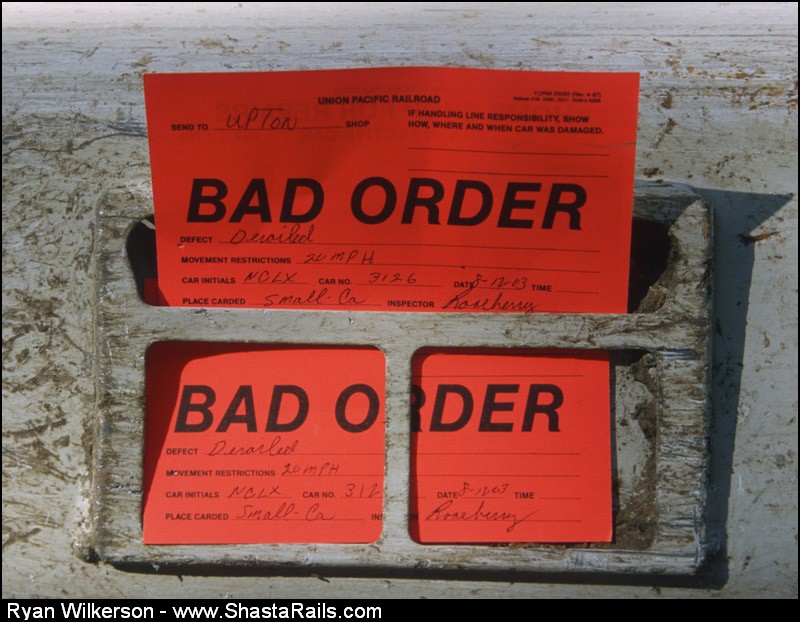 UNION PACIFIC RAILROAD
SEND TO UPTON SHOP
IF HANDLING LINE RESPONSIBILITY, SHOW
HOW, WHERE AND WHEN CAR WAS DAMAGED.
BAD ORDER
DEFECT Derailed
MOVEMENT RESTRICTIONS 20 MPH
CAR INITIALS NCLX CAR NO. 3126 DATE 8-12-03 TIME
PLACE CARDED Small-Ca INSPECTOR Roseberry
BAD ORDER
DEFECT Derailed
MOVEMENT RESTRICTIONS 20 MPH
CAR INITIALS NCLX CAR NO. 312 DATE 8-12-03 TIME
PLACE CARDED Small-Ca INS Roseberry
Ryan Wilkerson - www.ShastaRails.com